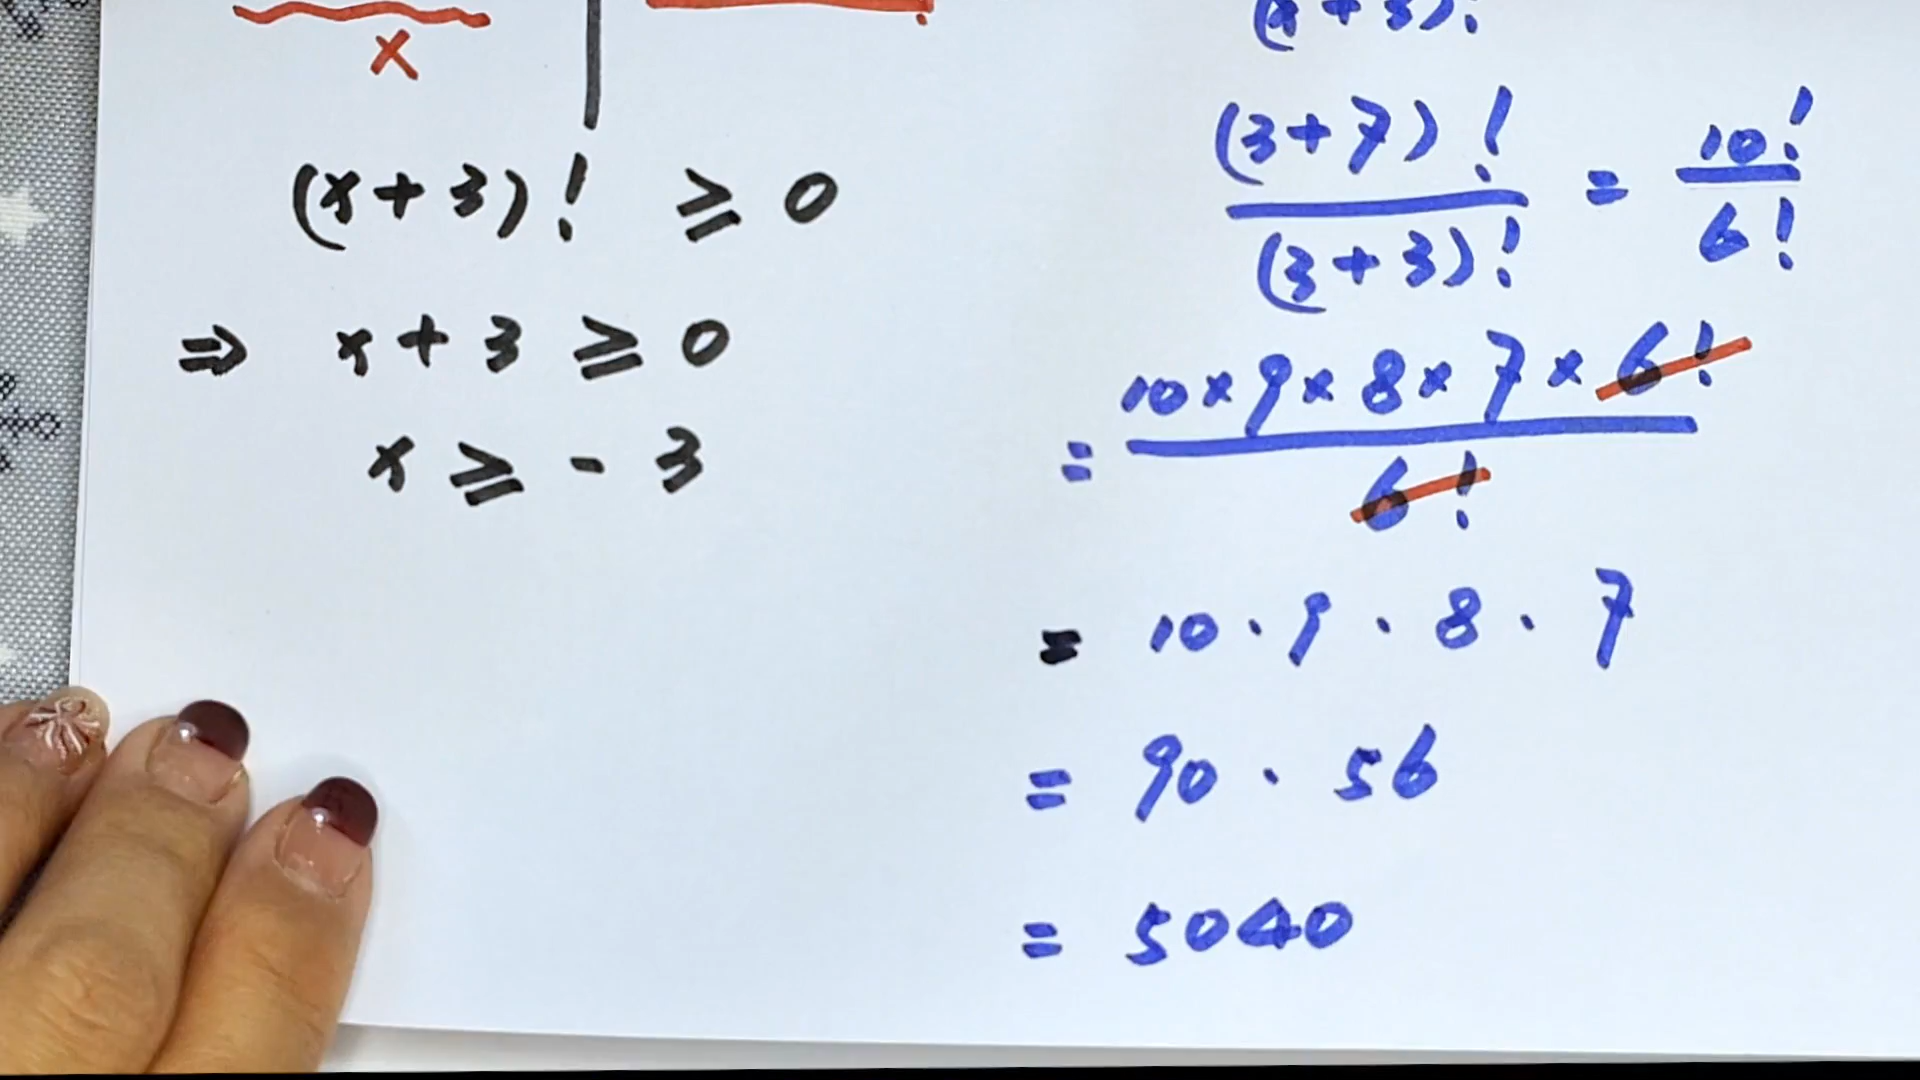 x
(x+3)! ≥ 0
⇒ x + 3 ≥ 0
x ≥ - 3
(x+3)!
(3+7)! / (3+3)! = 10! / 6!
= 10×9×8×7×6! / 6!
= 10 · 9 · 8 · 7
= 90 · 56
= 5040